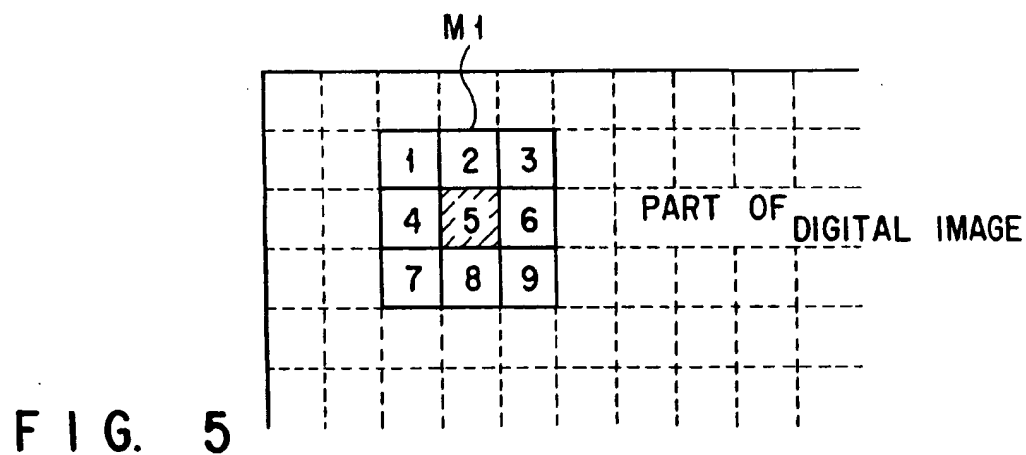 M1
1 2 3
4 5 6
7 8 9
PART OF DIGITAL IMAGE
FIG. 5